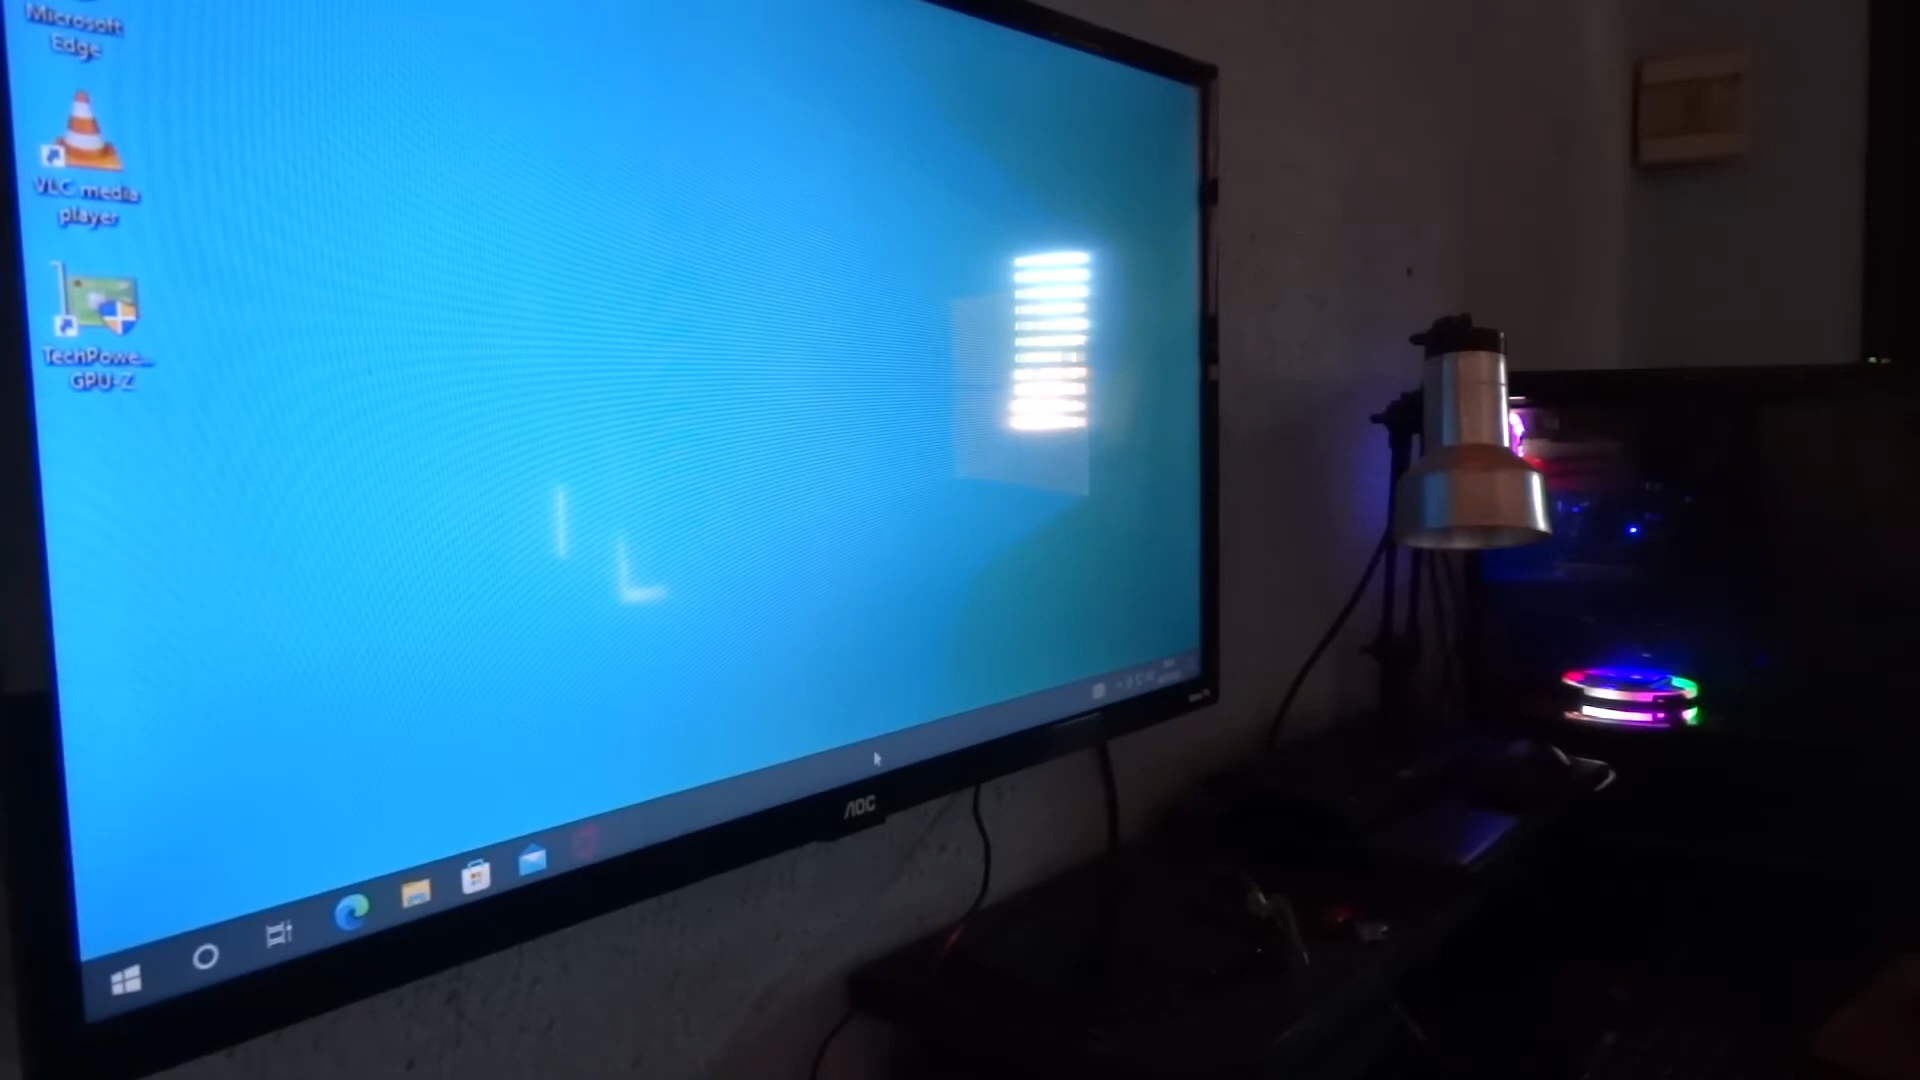 Microsoft
Edge
VLC media
player
TechPowe...
GPU-Z
AOC